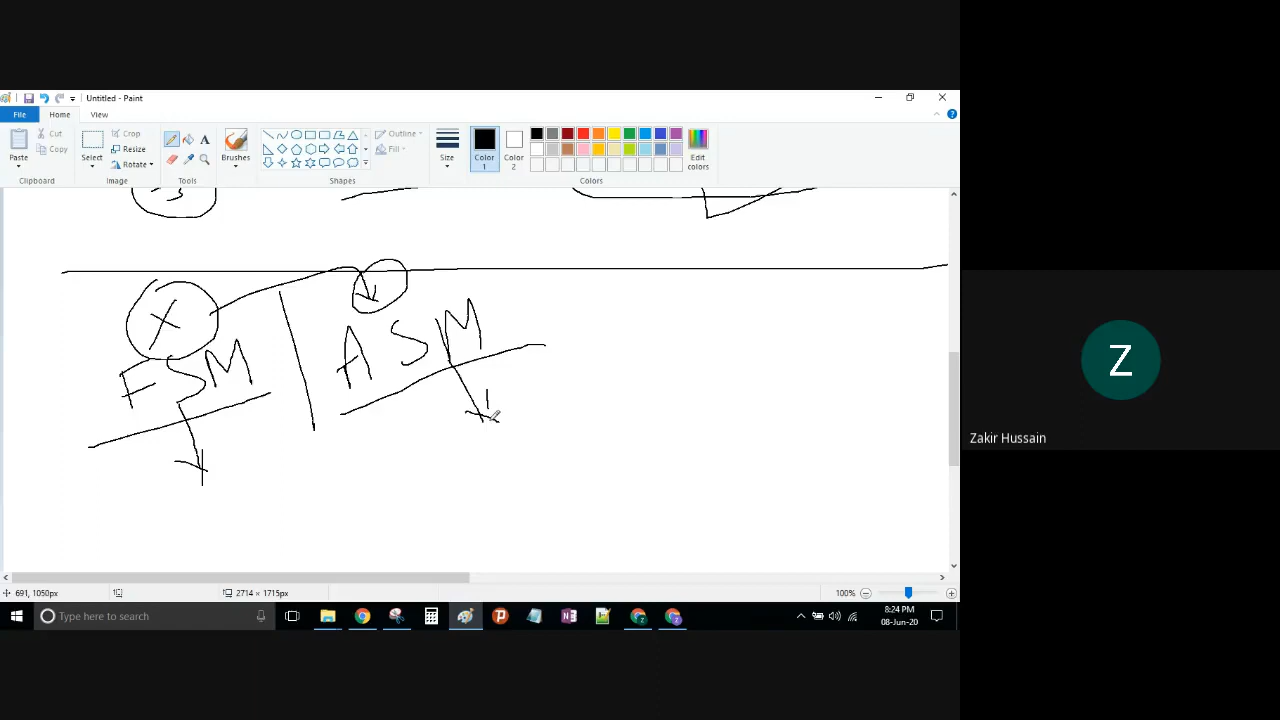 Untitled - Paint
File
Home
View
Paste
Cut
Copy
Clipboard
Select
Crop
Resize
Rotate
Image
A
Tools
Brushes
Outline
Fill
Shapes
Size
Color
1
Color
2
Edit
colors
Colors
X
FSM
ASM
Z
Zakir Hussain
691, 1050px
2714 × 1715px
100%
Type here to search
8:24 PM
08-Jun-20